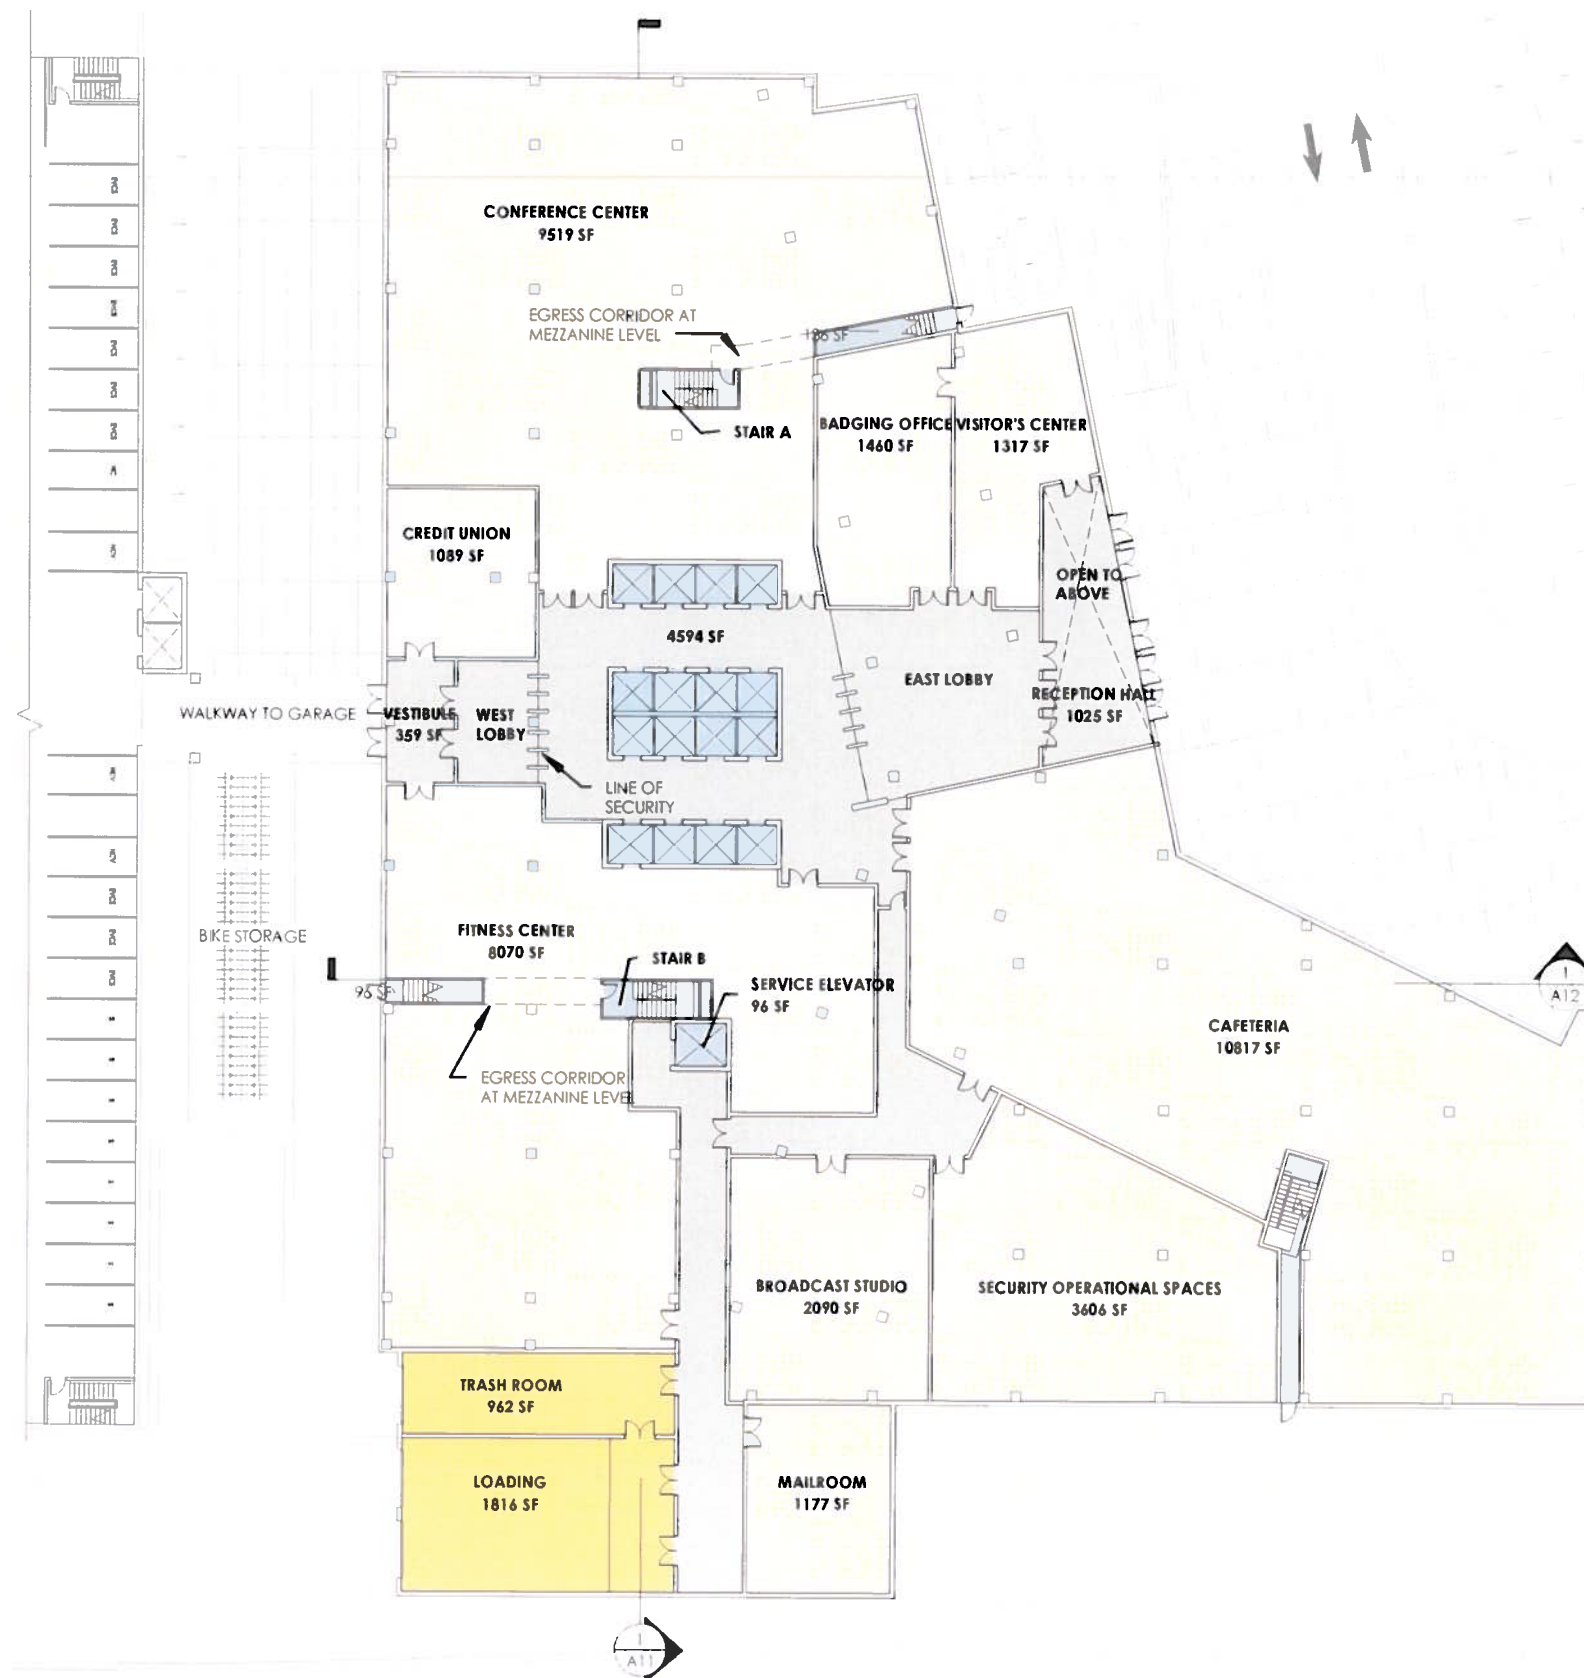 CONFERENCE CENTER
9519 SF
EGRESS CORRIDOR AT
MEZZANINE LEVEL
136 SF
STAIR A
BADGING OFFICE
1460 SF
VISITOR'S CENTER
1317 SF
CREDIT UNION
1089 SF
OPEN TO
ABOVE
4594 SF
EAST LOBBY
RECEPTION HALL
1025 SF
WALKWAY TO GARAGE
VESTIBULE
359 SF
WEST
LOBBY
LINE OF
SECURITY
BIKE STORAGE
FITNESS CENTER
8070 SF
STAIR B
96 SF
SERVICE ELEVATOR
96 SF
1
A12
CAFETERIA
10817 SF
EGRESS CORRIDOR
AT MEZZANINE LEVEL
BROADCAST STUDIO
2090 SF
SECURITY OPERATIONAL SPACES
3606 SF
TRASH ROOM
962 SF
LOADING
1816 SF
MAILROOM
1177 SF
1
A11